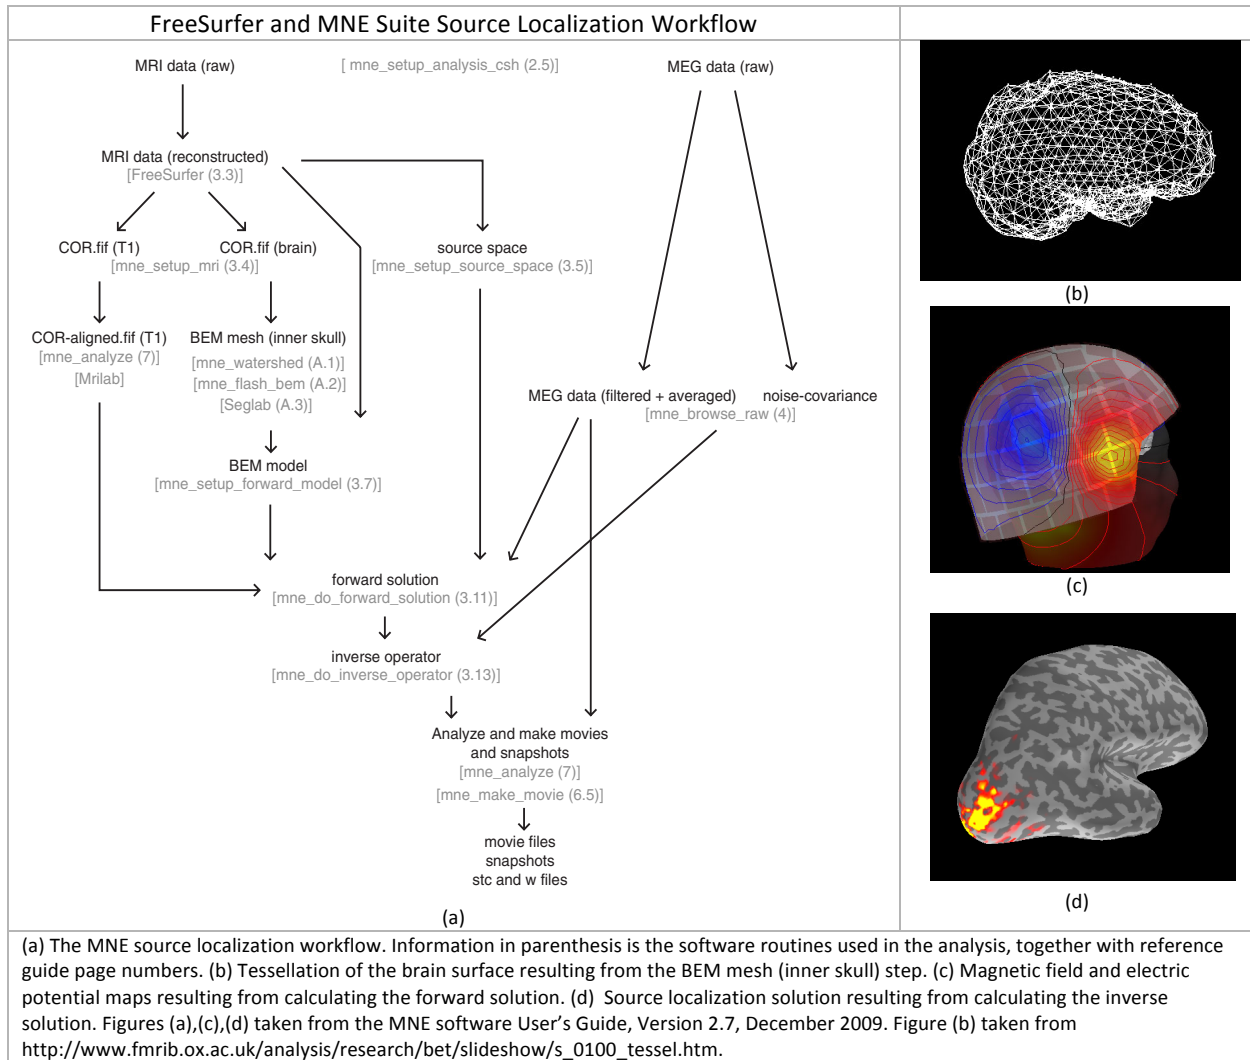 FreeSurfer and MNE Suite Source Localization Workflow
MRI data (raw)
[ mne_setup_analysis_csh (2.5)]
MEG data (raw)
MRI data (reconstructed)
[FreeSurfer (3.3)]
COR.fif (T1)
COR.fif (brain)
[mne_setup_mri (3.4)]
source space
[mne_setup_source_space (3.5)]
COR-aligned.fif (T1)
[mne_analyze (7)]
[Mrilab]
BEM mesh (inner skull)
[mne_watershed (A.1)]
[mne_flash_bem (A.2)]
[Seglab (A.3)]
MEG data (filtered + averaged)
noise-covariance
[mne_browse_raw (4)]
BEM model
[mne_setup_forward_model (3.7)]
forward solution
[mne_do_forward_solution (3.11)]
inverse operator
[mne_do_inverse_operator (3.13)]
Analyze and make movies
and snapshots
[mne_analyze (7)]
[mne_make_movie (6.5)]
movie files
snapshots
stc and w files
(a)
(b)
(c)
(d)
(a) The MNE source localization workflow. Information in parenthesis is the software routines used in the analysis, together with reference
guide page numbers. (b) Tessellation of the brain surface resulting from the BEM mesh (inner skull) step. (c) Magnetic field and electric
potential maps resulting from calculating the forward solution. (d) Source localization solution resulting from calculating the inverse
solution. Figures (a),(c),(d) taken from the MNE software User's Guide, Version 2.7, December 2009. Figure (b) taken from
http://www.fmrib.ox.ac.uk/analysis/research/bet/slideshow/s_0100_tessel.htm.